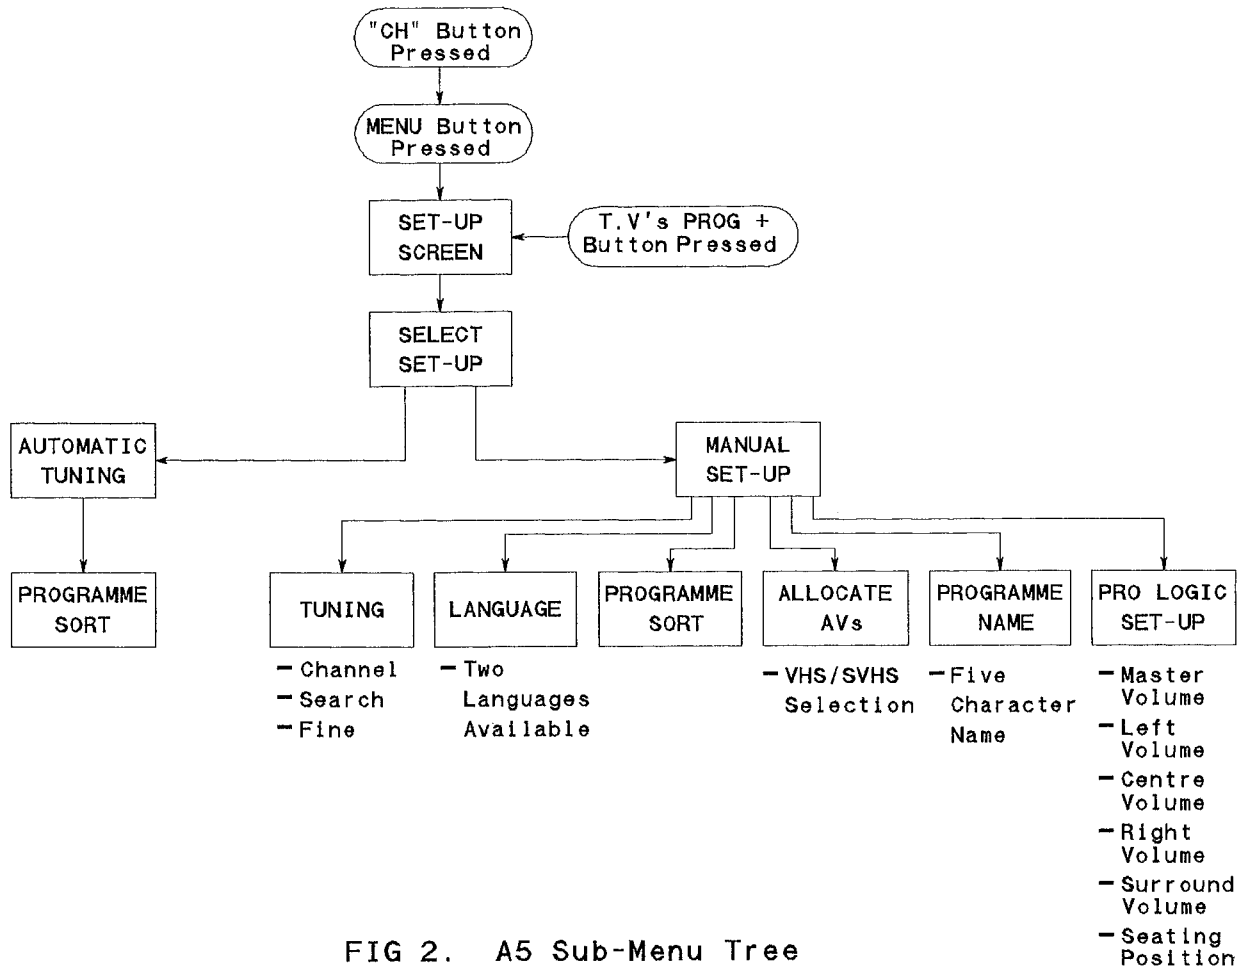 "CH" Button
Pressed
MENU Button
Pressed
SET-UP
SCREEN
T.V's PROG +
Button Pressed
SELECT
SET-UP
AUTOMATIC
TUNING
MANUAL
SET-UP
PROGRAMME
SORT
TUNING
- Channel
- Search
- Fine
LANGUAGE
- Two
Languages
Available
PROGRAMME
SORT
ALLOCATE
AVs
- VHS/SVHS
Selection
PROGRAMME
NAME
- Five
Character
Name
PRO LOGIC
SET-UP
- Master
Volume
- Left
Volume
- Centre
Volume
- Right
Volume
- Surround
Volume
- Seating
Position
FIG 2. A5 Sub-Menu Tree